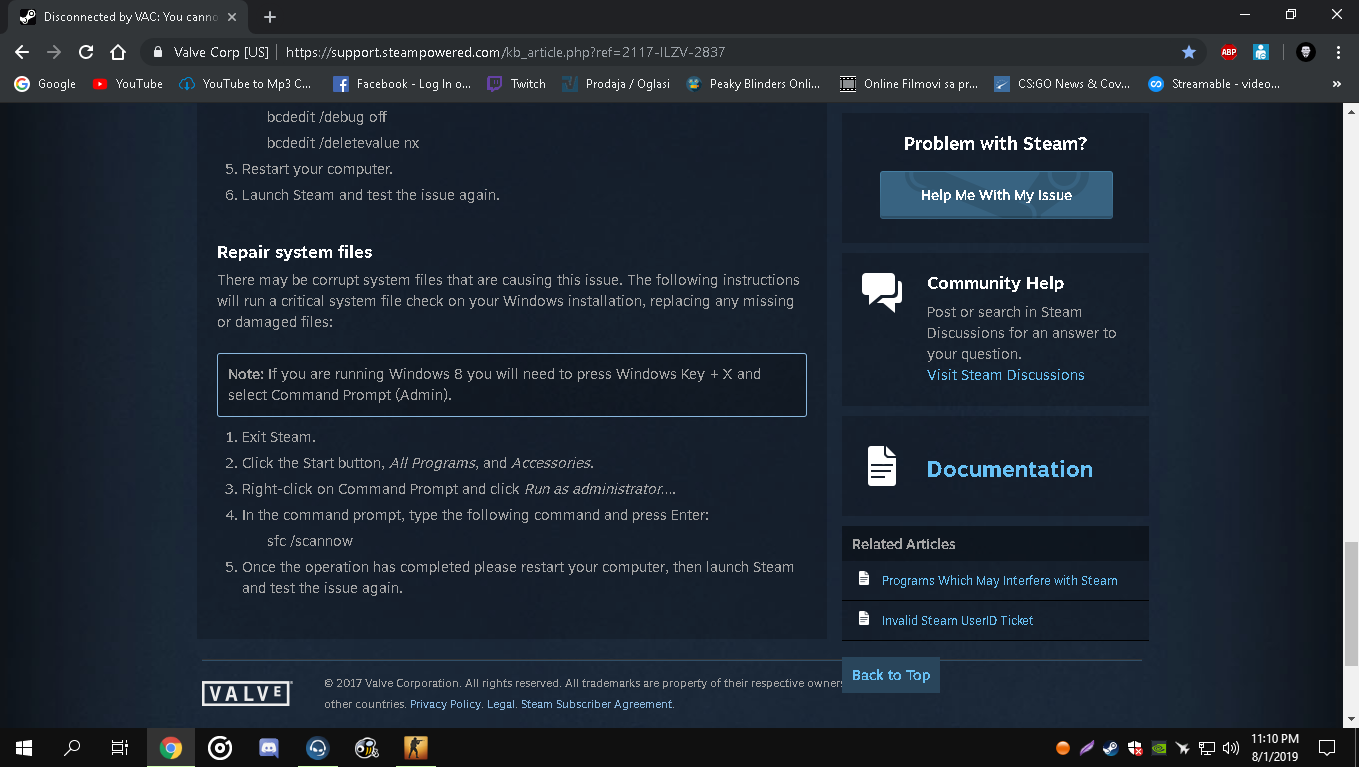 Disconnected by VAC: You canno
Valve Corp [US] | https://support.steampowered.com/kb_article.php?ref=2117-ILZV-2837
ABP
Google YouTube YouTube to Mp3 C... Facebook - Log In o... Twitch Prodaja / Oglasi Peaky Blinders Onli... Online Filmovi sa pr... CS:GO News & Cov... Streamable - video... »
bcdedit /debug off
bcdedit /deletevalue nx
5. Restart your computer.
6. Launch Steam and test the issue again.
Repair system files
There may be corrupt system files that are causing this issue. The following instructions
will run a critical system file check on your Windows installation, replacing any missing
or damaged files:
Note: If you are running Windows 8 you will need to press Windows Key + X and
select Command Prompt (Admin).
1. Exit Steam.
2. Click the Start button, All Programs, and Accessories.
3. Right-click on Command Prompt and click Run as administrator....
4. In the command prompt, type the following command and press Enter:
sfc /scannow
5. Once the operation has completed please restart your computer, then launch Steam
and test the issue again.
Problem with Steam?
Help Me With My Issue
Community Help
Post or search in Steam
Discussions for an answer to
your question.
Visit Steam Discussions
Documentation
Related Articles
Programs Which May Interfere with Steam
Invalid Steam UserID Ticket
Back to Top
VALVE
© 2017 Valve Corporation. All rights reserved. All trademarks are property of their respective owners
other countries. Privacy Policy. Legal. Steam Subscriber Agreement.
11:10 PM
8/1/2019